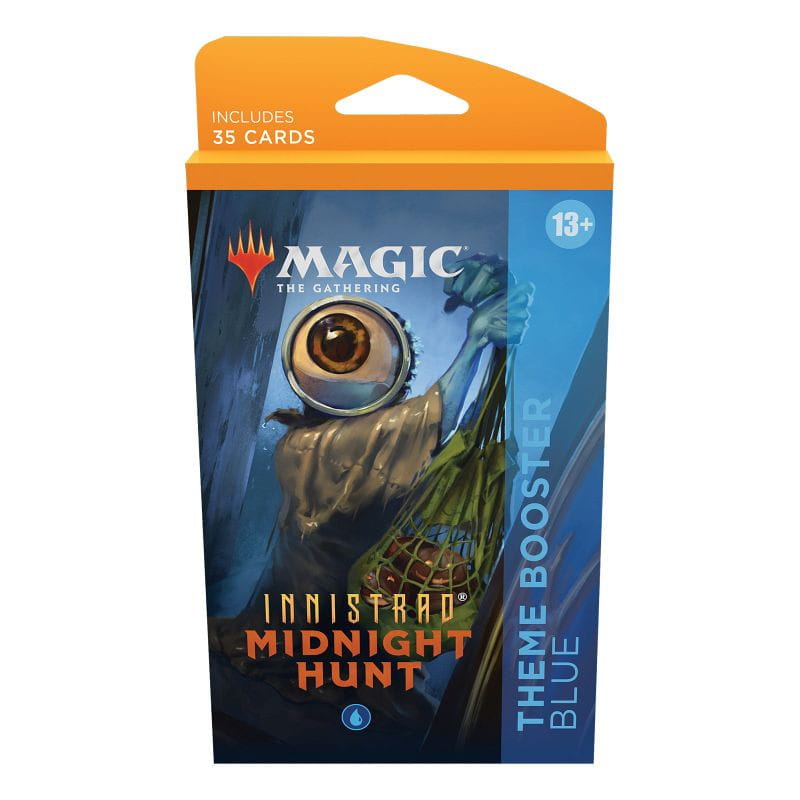 INCLUDES
35 CARDS
13+
MAGIC®
THE GATHERING
THEME BOOSTER
BLUE
INNISTRAD®
MIDNIGHT
HUNT